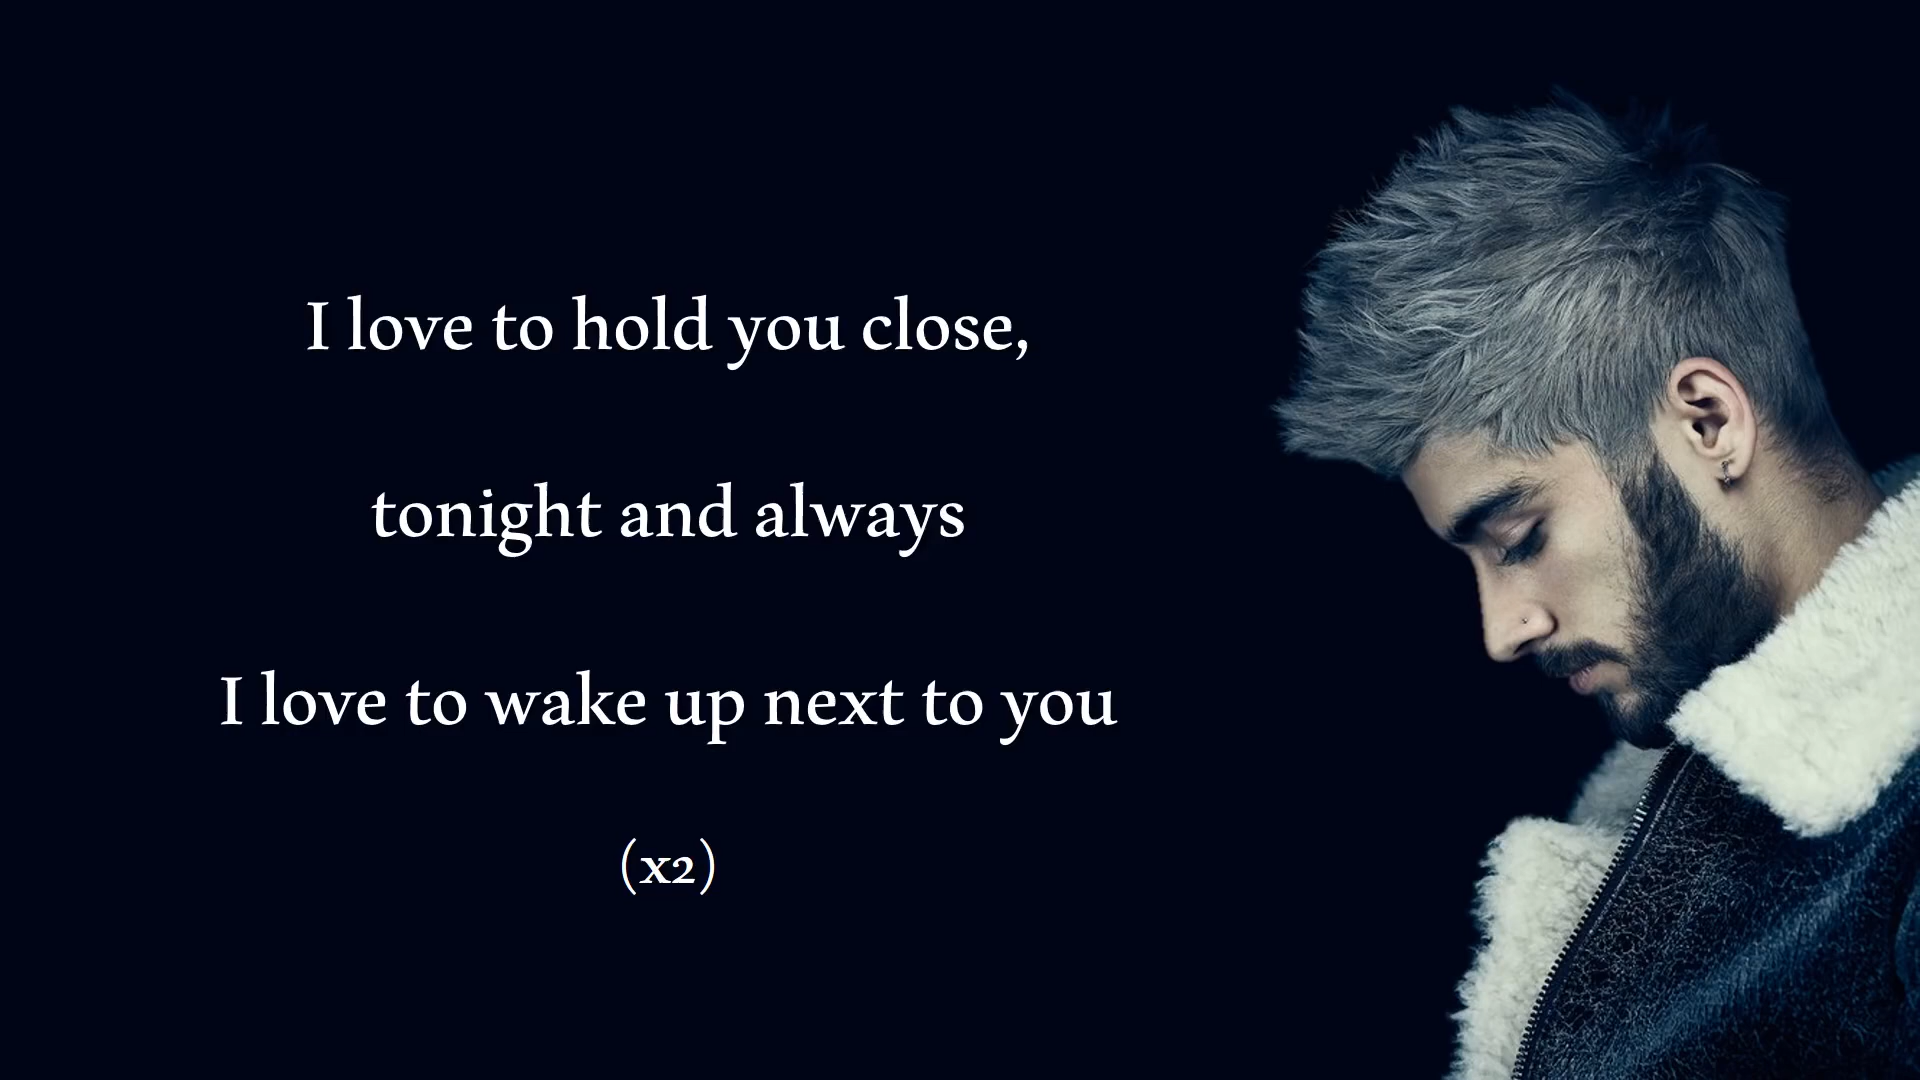 I love to hold you close,
tonight and always
I love to wake up next to you
(x2)